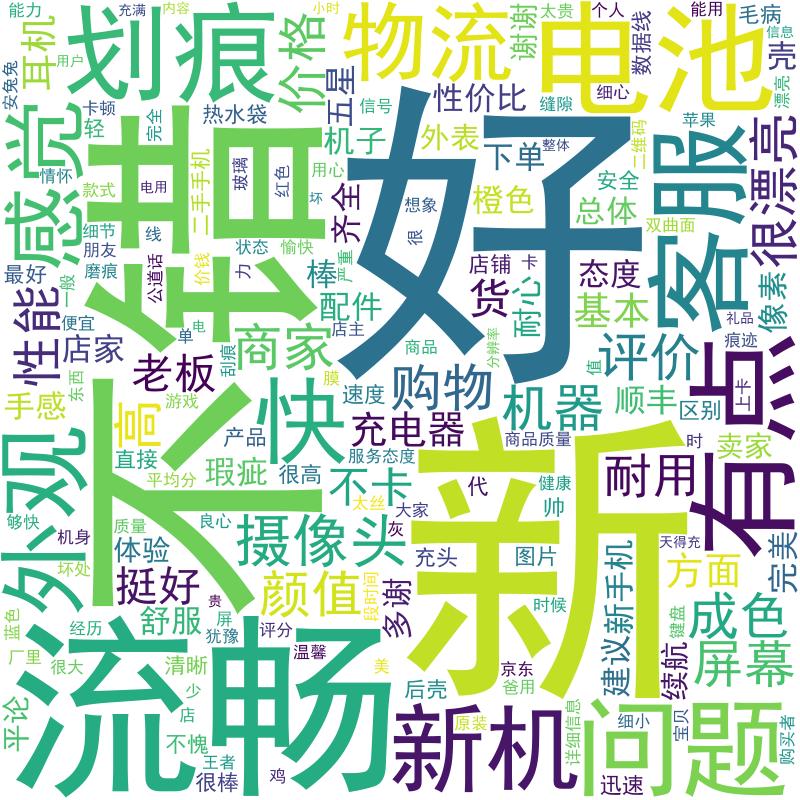 能力
充满
内容
小时
太贵
个人
能用
毛病
信息
耳机
划痕
价格
物流
谢谢
电池
数据线
壳
漂亮
安兔兔
用户
卡顿
轻
热水袋
五星
信号
性价比
缝隙
细心
二维码
苹果
感觉
不错
完全
二手手机
玻璃
红色
机子
用心
坏
外表
下单
整体
客服
很漂亮
情怀
款式
电用
齐全
想象
橙色
安全
总体
双曲面
细节
朋友
磨痕
线
状态
愉快
很
好
最好
一般
公道话
价钱
力
棒
严重
店铺
卡
态度
像素
性能
便宜
店家
单
电
店主
配件
货
耐心
基本
礼品
痕迹
东西
刮痕
商家
商品
分辨率
值
评价
有点
上卡
老板
膜
速度
购物
机器
顺丰
区别
手感
高
游戏
快
产品
充电器
商品质量
时
卖家
外观
直接
平均分
瑕疵
很高
不卡
服务态度
新
代
健康
耐用
够快
机身
质量
良心
太丝
大家
帅
坏处
体验
摄像头
灰
充头
图片
天得充
完美
挺好
贵
颜值
段时间
多谢
建议新手机
方面
蓝色
经历
舒服
屏
犹豫
评分
时候
键盘
成色
流畅
厂里
很大
清晰
温馨
美
京东
爸用
续航
屏幕
少
后壳
平论
店
不愧
新机
原装
详细信息
细小
宝贝
问题
购买者
王者
很棒
鸡
迅速